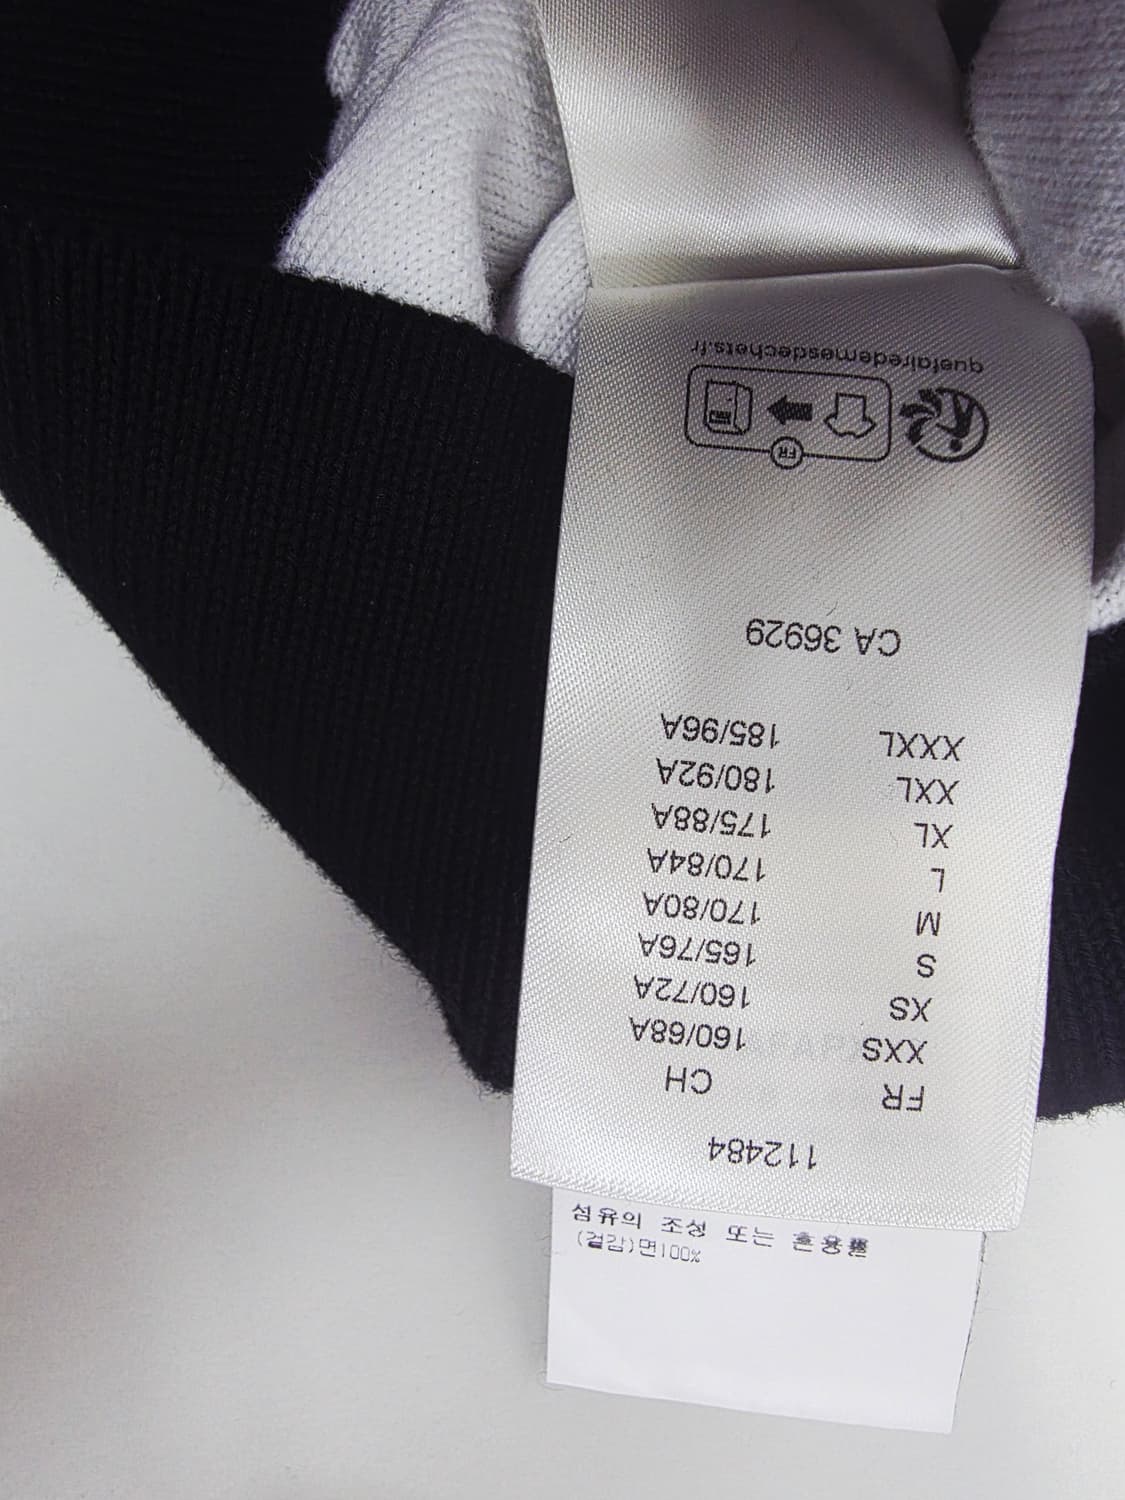 112484
FR CH
XXS 160/68A
XS 160/72A
S 165/76A
M 170/80A
L 170/84A
XL 175/88A
XXL 180/92A
XXXL 185/96A
CA 36929
FR
quefairedemesdechets.fr
섬유의 조성 또는 혼용률
(겉감)면100%